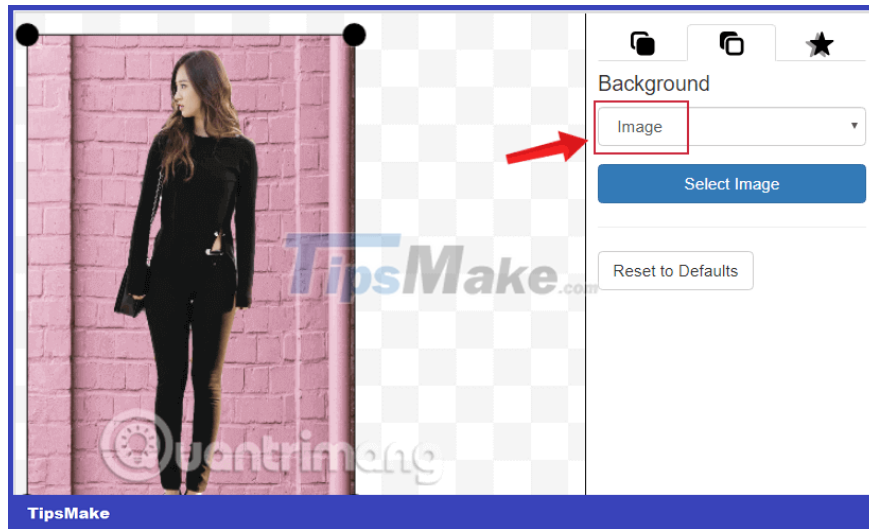 Background
Image
Select Image
Reset to Defaults
TipsMake.com
Quantrimang
TipsMake